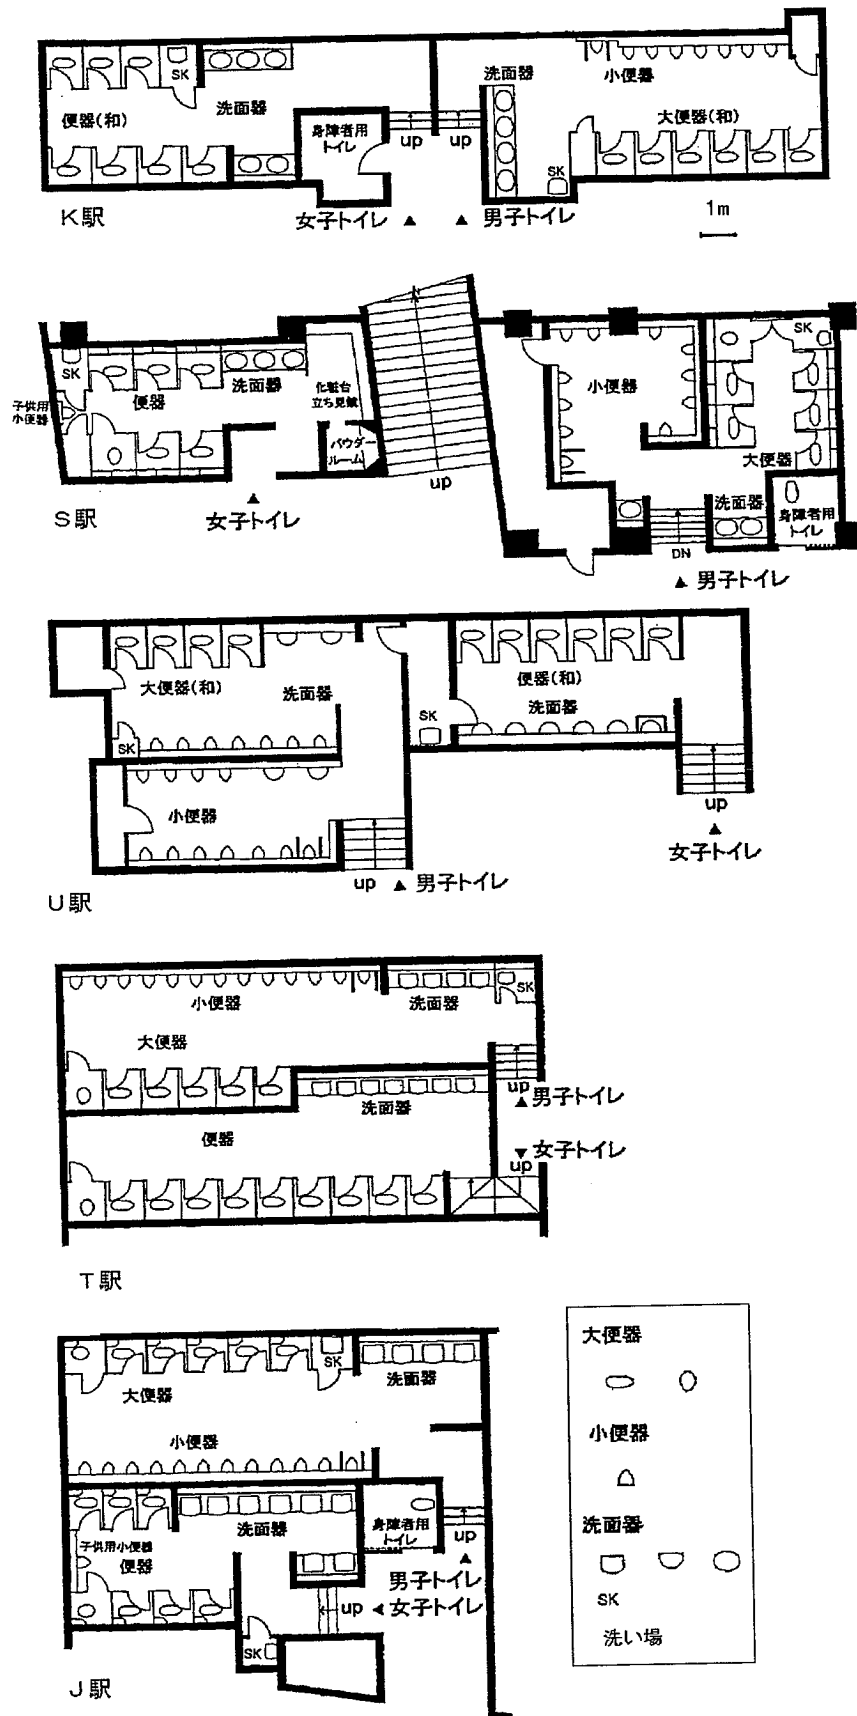 洗面器
小便器
SK
洗面器
便器(和)
大便器(和)
身障者用
トイレ
up
up
SK
K駅
女子トイレ ▲
▲ 男子トイレ
1m
SK
SK
洗面器
小便器
便器
化粧台
立ち見鏡
子供用
小便器
パウダー
ルーム
大便器
up
洗面器
身障者用
トイレ
S駅
▲
女子トイレ
DN
▲ 男子トイレ
大便器(和)
洗面器
便器(和)
洗面器
SK
SK
小便器
up
▲
女子トイレ
up ▲ 男子トイレ
U駅
小便器
洗面器
SK
大便器
up
▲男子トイレ
洗面器
便器
▼女子トイレ
up
T駅
SK
洗面器
大便器
小便器
洗面器
身障者用
トイレ
up
子供用小便器
便器
▲
男子トイレ
up ◀女子トイレ
SK
J駅
大便器
小便器
洗面器
SK
洗い場